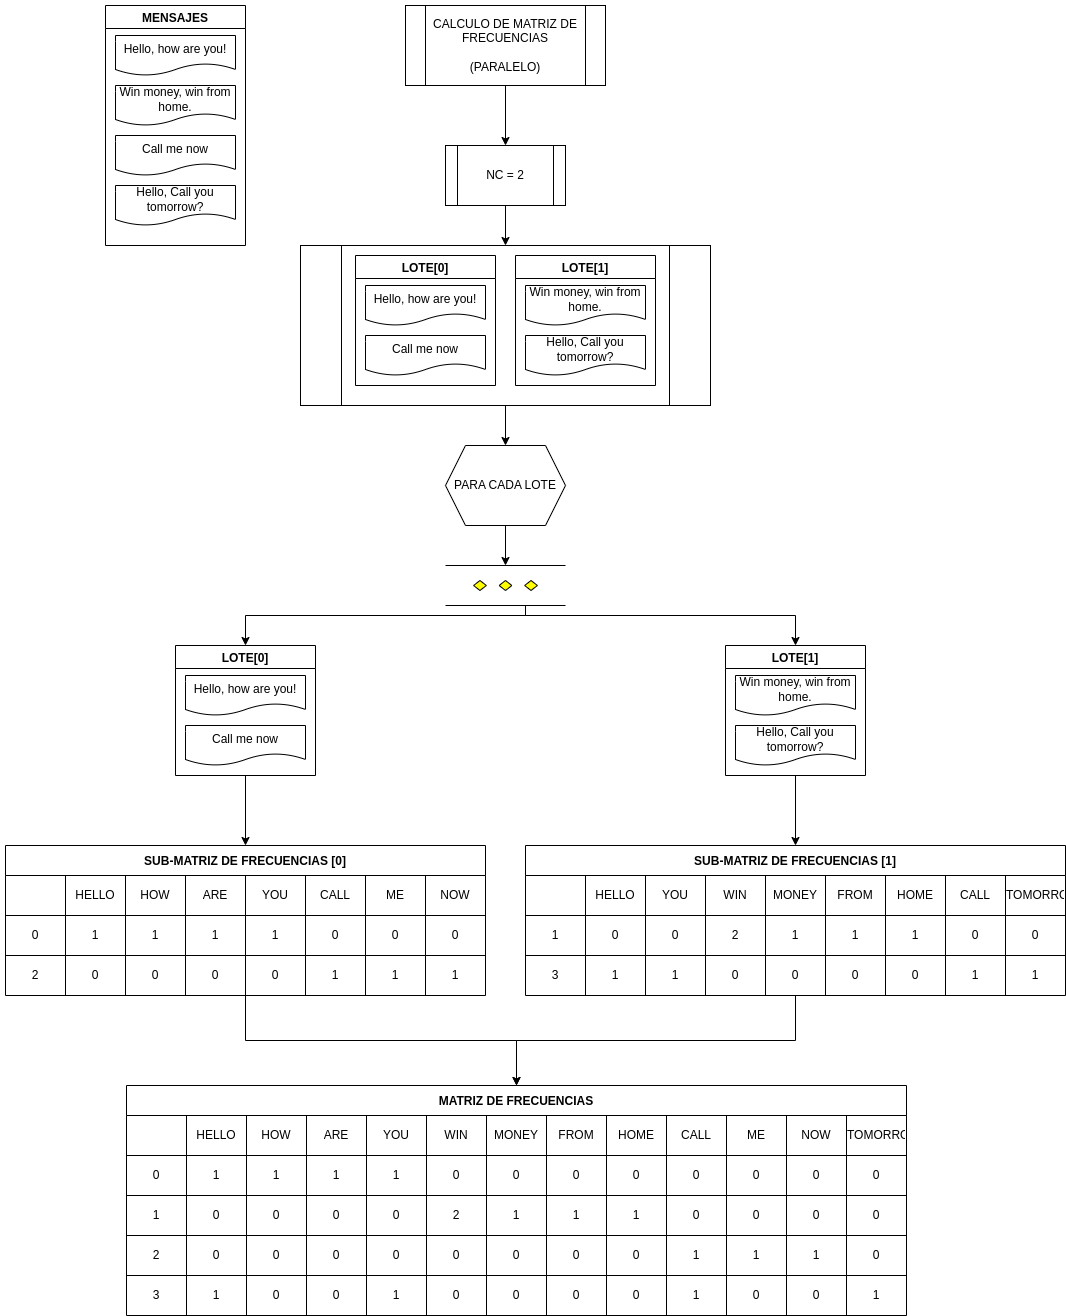 MENSAJES
Hello, how are you!
Win money, win from
home.
Call me now
Hello, Call you
tomorrow?
CALCULO DE MATRIZ DE
FRECUENCIAS
(PARALELO)
NC = 2
LOTE[0]
Hello, how are you!
Call me now
LOTE[1]
Win money, win from
home.
Hello, Call you
tomorrow?
PARA CADA LOTE
LOTE[0]
Hello, how are you!
Call me now
LOTE[1]
Win money, win from
home.
Hello, Call you
tomorrow?
SUB-MATRIZ DE FRECUENCIAS [0]
HELLO HOW ARE YOU CALL ME NOW
0 1 1 1 1 0 0 0
2 0 0 0 0 1 1 1
SUB-MATRIZ DE FRECUENCIAS [1]
HELLO YOU WIN MONEY FROM HOME CALL TOMORRO
1 0 0 2 1 1 1 0 0
3 1 1 0 0 0 0 1 1
MATRIZ DE FRECUENCIAS
HELLO HOW ARE YOU WIN MONEY FROM HOME CALL ME NOW TOMORRO
0 1 1 1 1 0 0 0 0 0 0 0 0
1 0 0 0 0 2 1 1 1 0 0 0 0
2 0 0 0 0 0 0 0 0 1 1 1 0
3 1 0 0 1 0 0 0 0 1 0 0 1